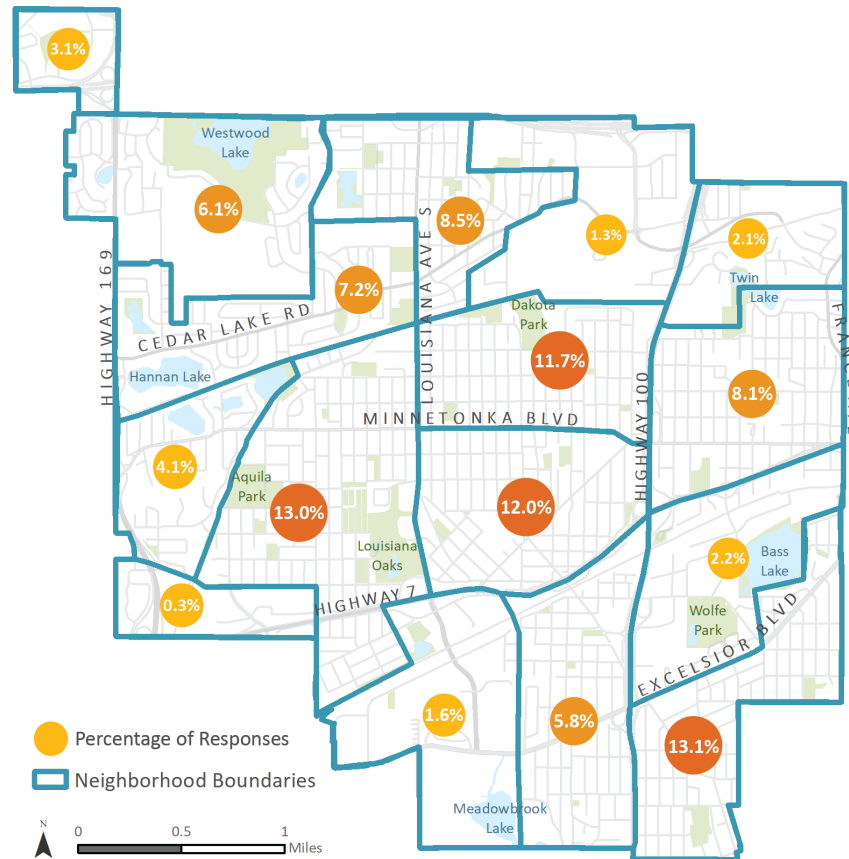 3.1%
Westwood
Lake
6.1%
8.5%
1.3%
2.1%
Twin
Lake
HIGHWAY 169
LOUISIANA AVE S
7.2%
CEDAR LAKE RD
Dakota
Park
11.7%
Hannan Lake
HIGHWAY 100
8.1%
MINNETONKA BLVD
4.1%
Aquila
Park
13.0%
12.0%
Louisiana
Oaks
2.2%
Bass
Lake
0.3%
HIGHWAY 7
Wolfe
Park
EXCELSIOR BLVD
1.6%
5.8%
13.1%
Percentage of Responses
Neighborhood Boundaries
Meadowbrook
Lake
N
0 0.5 1
Miles